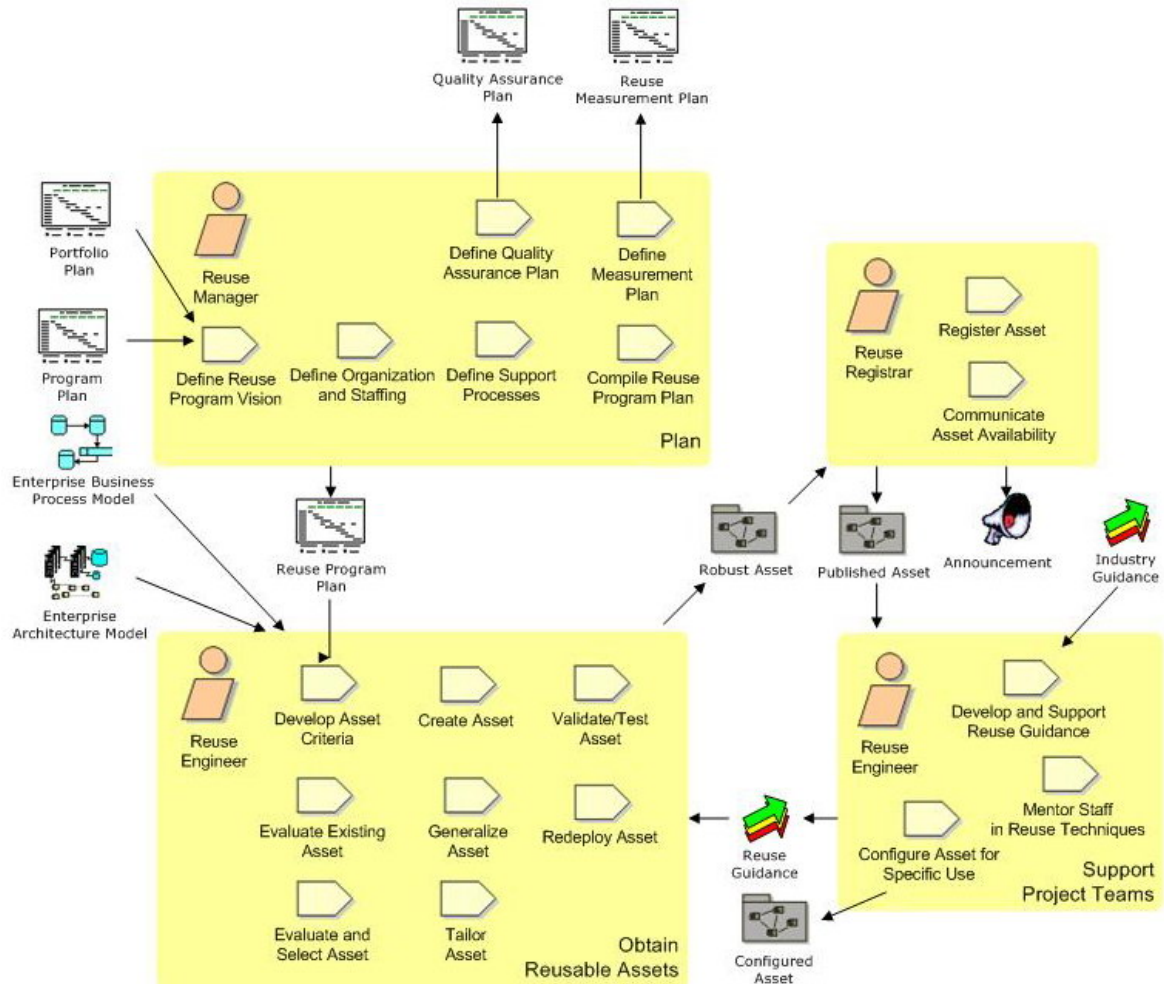 Quality Assurance
Plan
Reuse
Measurement Plan
Portfolio
Plan
Program
Plan
Enterprise Business
Process Model
Enterprise
Architecture Model
Reuse
Manager
Define Quality
Assurance Plan
Define
Measurement
Plan
Define Reuse
Program Vision
Define Organization
and Staffing
Define Support
Processes
Compile Reuse
Program Plan
Plan
Reuse
Registrar
Register Asset
Communicate
Asset Availability
Reuse Program
Plan
Robust Asset
Published Asset
Announcement
Industry
Guidance
Reuse
Engineer
Develop Asset
Criteria
Create Asset
Validate/Test
Asset
Evaluate Existing
Asset
Generalize
Asset
Redeploy Asset
Evaluate and
Select Asset
Tailor
Asset
Obtain
Reusable Assets
Reuse
Guidance
Configured
Asset
Reuse
Engineer
Develop and Support
Reuse Guidance
Mentor Staff
in Reuse Techniques
Configure Asset for
Specific Use
Support
Project Teams